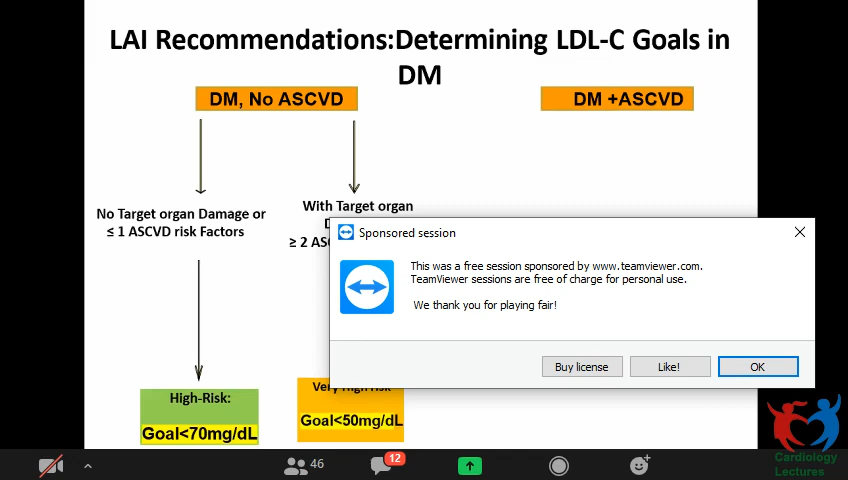 LAI Recommendations:Determining LDL-C Goals in
DM
DM, No ASCVD
DM +ASCVD
No Target organ Damage or
≤ 1 ASCVD risk Factors
With Target organ
≥ 2
Sponsored session
This was a free session sponsored by www.teamviewer.com.
TeamViewer sessions are free of charge for personal use.
We thank you for playing fair!
Buy license
Like!
OK
High-Risk:
Goal<70mg/dL
Very High risk
Goal<50mg/dL
46
12
Cardiology
Lectures